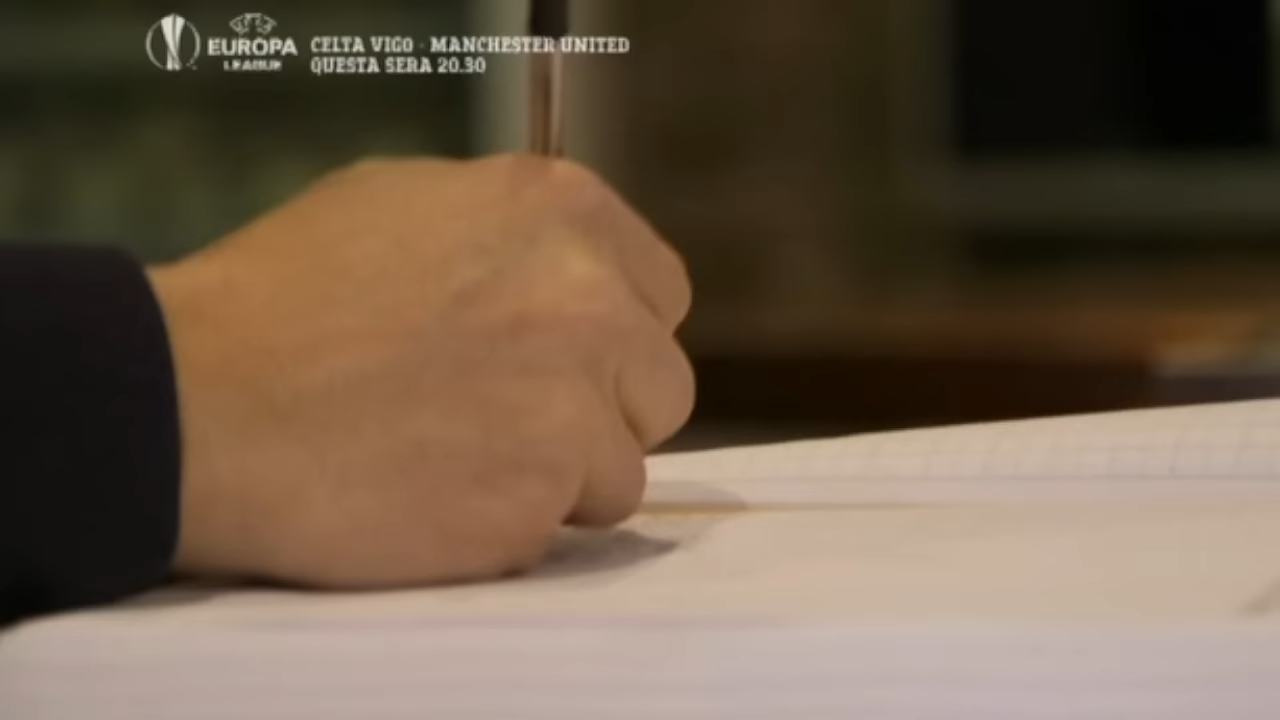 EUROPA
LEAGUE
CELTA VIGO - MANCHESTER UNITED
QUESTA SERA 20.30